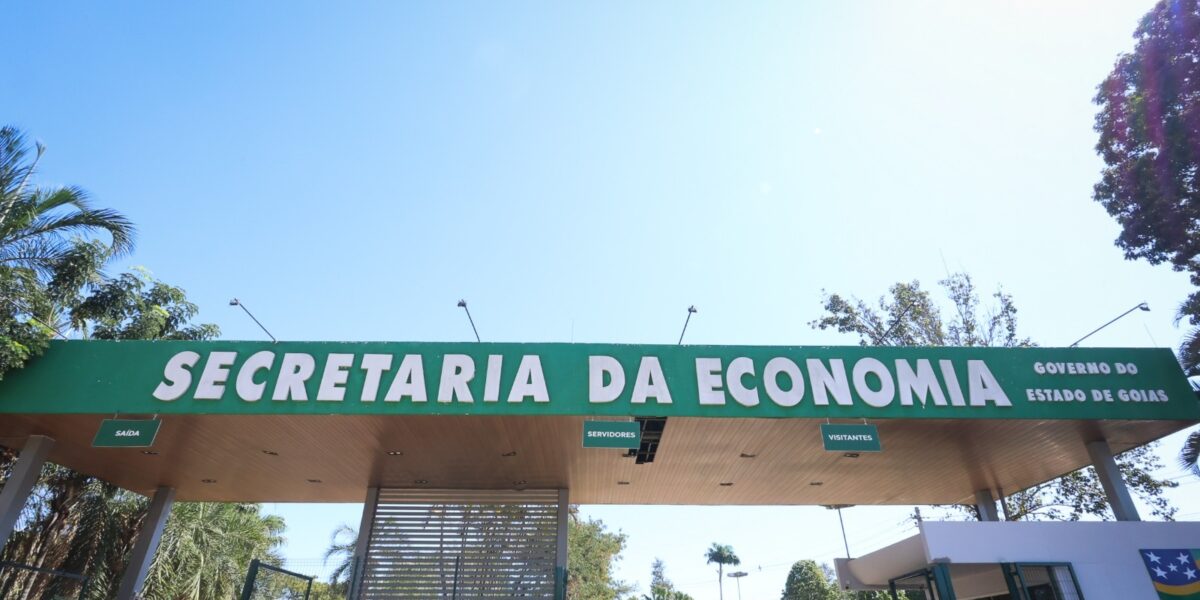 SECRETARIA DA ECONOMIA
GOVERNO DO
ESTADO DE GOIAS
SAÍDA
SERVIDORES
VISITANTES